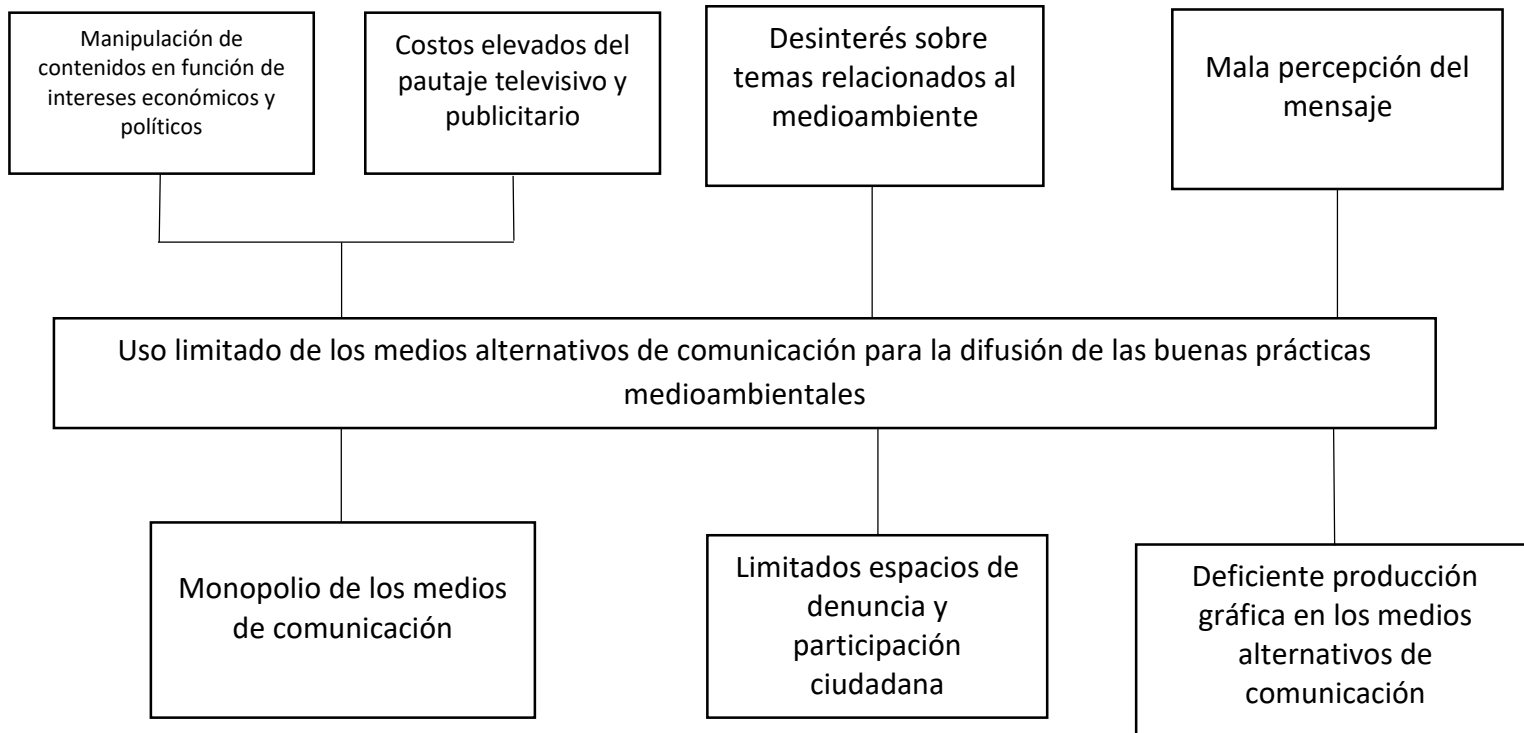 Manipulación de
contenidos en función de
intereses económicos y
políticos
Costos elevados del
pautaje televisivo y
publicitario
Desinterés sobre
temas relacionados al
medioambiente
Mala percepción del
mensaje
Uso limitado de los medios alternativos de comunicación para la difusión de las buenas prácticas
medioambientales
Monopolio de los medios
de comunicación
Limitados espacios de
denuncia y
participación
ciudadana
Deficiente producción
gráfica en los medios
alternativos de
comunicación